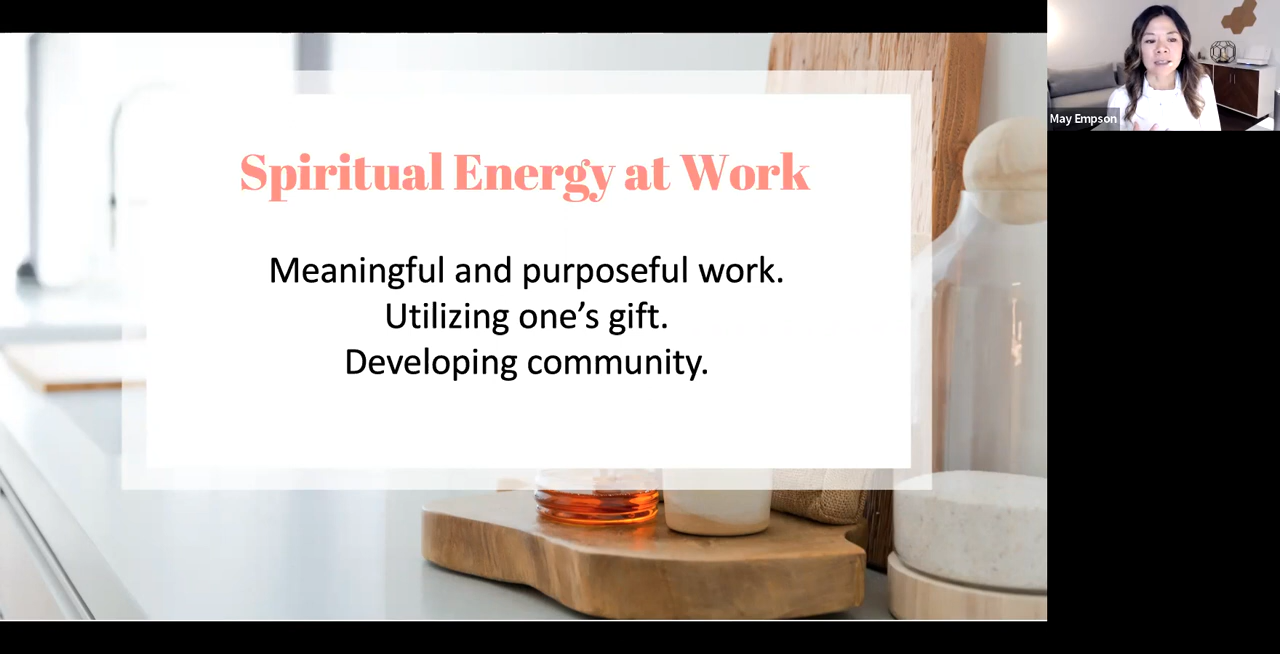 Spiritual Energy at Work
Meaningful and purposeful work.
Utilizing one’s gift.
Developing community.
May Empson